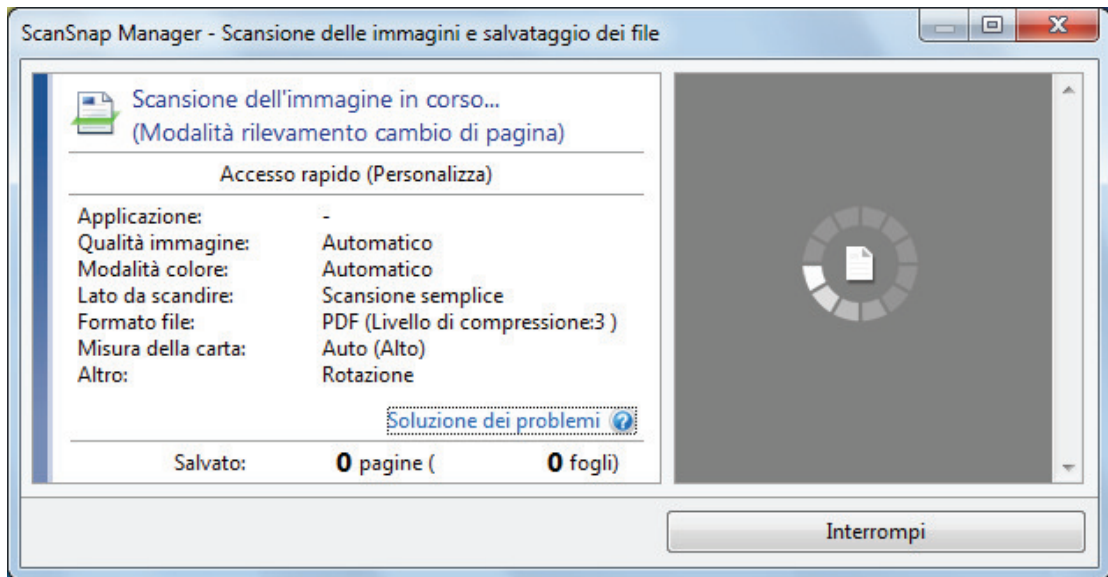 ScanSnap Manager - Scansione delle immagini e salvataggio dei file
Scansione dell'immagine in corso...
(Modalità rilevamento cambio di pagina)
Accesso rapido (Personalizza)
Applicazione: -
Qualità immagine: Automatico
Modalità colore: Automatico
Lato da scandire: Scansione semplice
Formato file: PDF (Livello di compressione:3 )
Misura della carta: Auto (Alto)
Altro: Rotazione
Soluzione dei problemi ?
Salvato: 0 pagine ( 0 fogli)
Interrompi